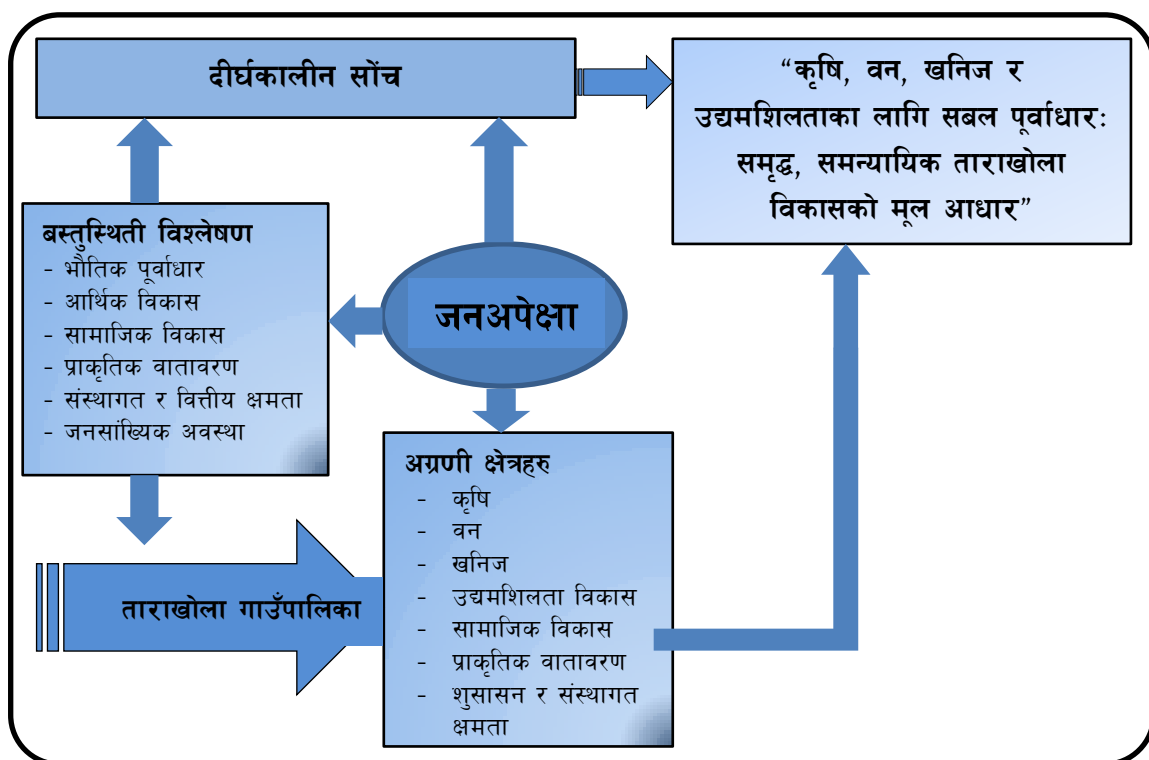 दीर्घकालीन सोंच
“कृषि, वन, खनिज र
उद्यमशिलताका लागि सबल पूर्वाधारः
समृद्ध, समन्यायिक ताराखोला
विकासको मूल आधार”
बस्तुस्थिती विश्लेषण
- भौतिक पूर्वाधार
- आर्थिक विकास
- सामाजिक विकास
- प्राकृतिक वातावरण
- संस्थागत र वित्तीय क्षमता
- जनसांख्यिक अवस्था
जनअपेक्षा
ताराखोला गाउँपालिका
अग्रणी क्षेत्रहरु
- कृषि
- वन
- खनिज
- उद्यमशिलता विकास
- सामाजिक विकास
- प्राकृतिक वातावरण
- शुसासन र संस्थागत
क्षमता